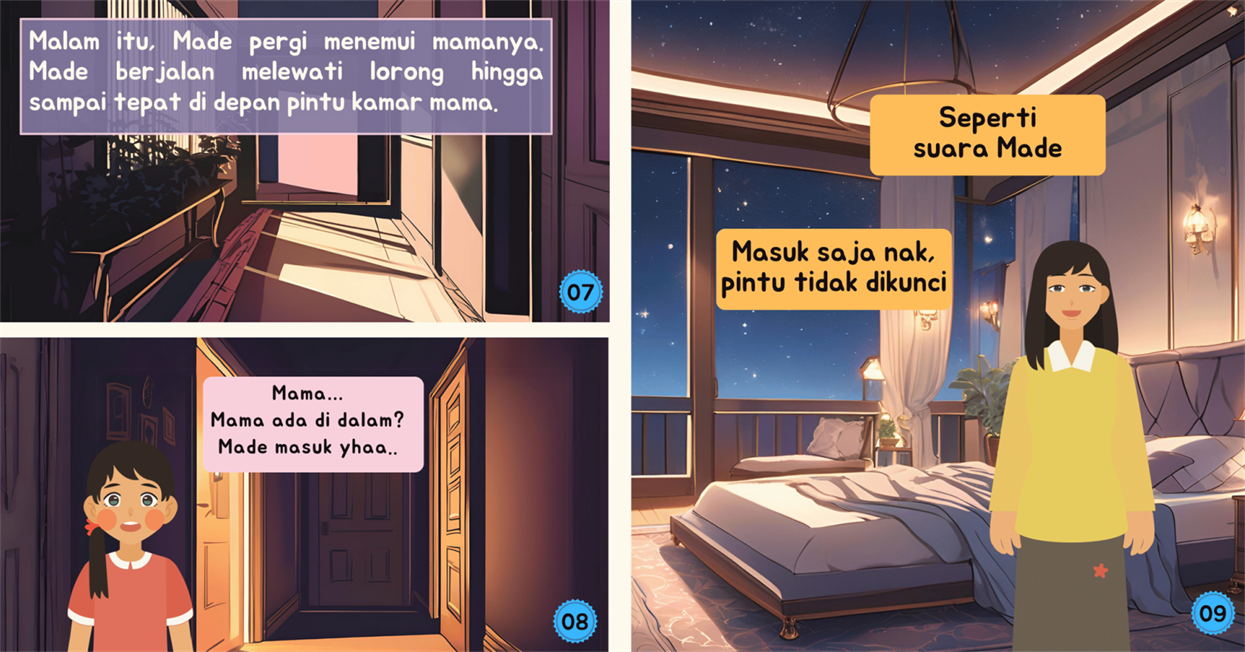 Malam itu, Made pergi menemui mamanya.
Made berjalan melewati lorong hingga
sampai tepat di depan pintu kamar mama.
07
Mama...
Mama ada di dalam?
Made masuk yhaa..
08
Seperti
suara Made
Masuk saja nak,
pintu tidak dikunci
09